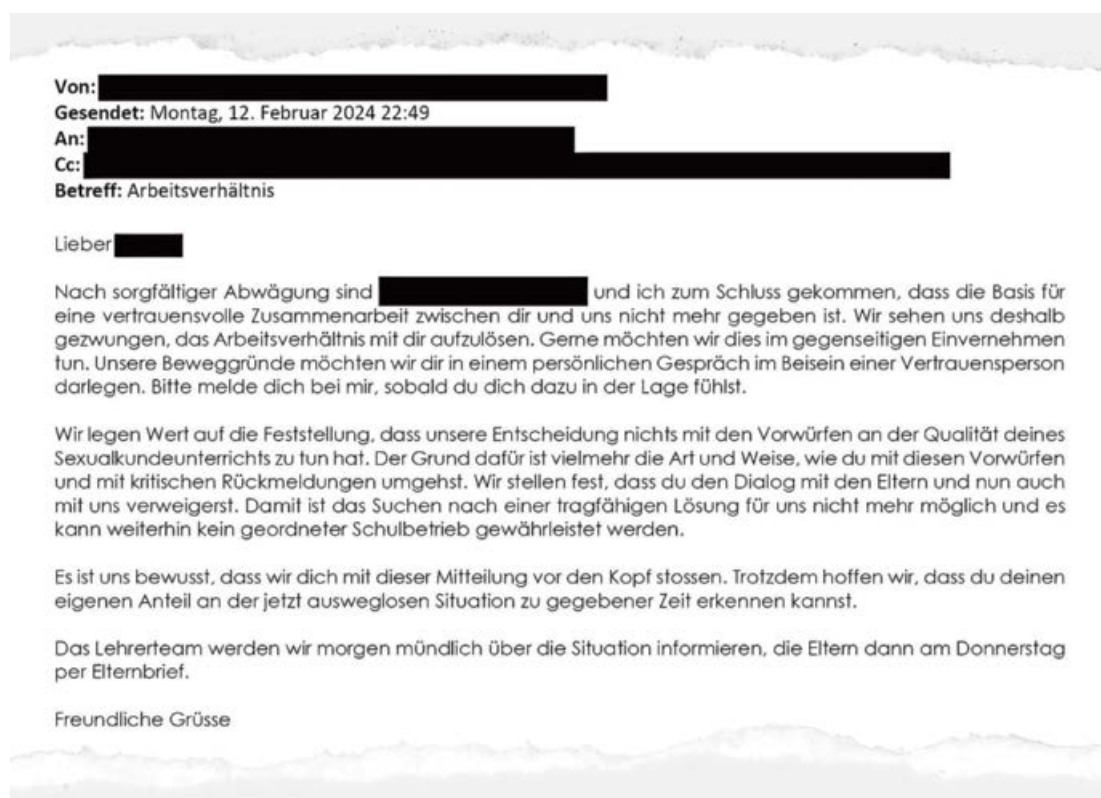 Von:
Gesendet: Montag, 12. Februar 2024 22:49
An:
Cc:
Betreff: Arbeitsverhältnis
Lieber
Nach sorgfältiger Abwägung sind und ich zum Schluss gekommen, dass die Basis für
eine vertrauensvolle Zusammenarbeit zwischen dir und uns nicht mehr gegeben ist. Wir sehen uns deshalb
gezwungen, das Arbeitsverhältnis mit dir aufzulösen. Gerne möchten wir dies im gegenseitigen Einvernehmen
tun. Unsere Beweggründe möchten wir dir in einem persönlichen Gespräch im Beisein einer Vertrauensperson
darlegen. Bitte melde dich bei mir, sobald du dich dazu in der Lage fühlst.
Wir legen Wert auf die Feststellung, dass unsere Entscheidung nichts mit den Vorwürfen an der Qualität deines
Sexualkundeunterrichts zu tun hat. Der Grund dafür ist vielmehr die Art und Weise, wie du mit diesen Vorwürfen
und mit kritischen Rückmeldungen umgehst. Wir stellen fest, dass du den Dialog mit den Eltern und nun auch
mit uns verweigerst. Damit ist das Suchen nach einer tragfähigen Lösung für uns nicht mehr möglich und es
kann weiterhin kein geordneter Schulbetrieb gewährleistet werden.
Es ist uns bewusst, dass wir dich mit dieser Mitteilung vor den Kopf stossen. Trotzdem hoffen wir, dass du deinen
eigenen Anteil an der jetzt ausweglosen Situation zu gegebener Zeit erkennen kannst.
Das Lehrerteam werden wir morgen mündlich über die Situation informieren, die Eltern dann am Donnerstag
per Elternbrief.
Freundliche Grüsse